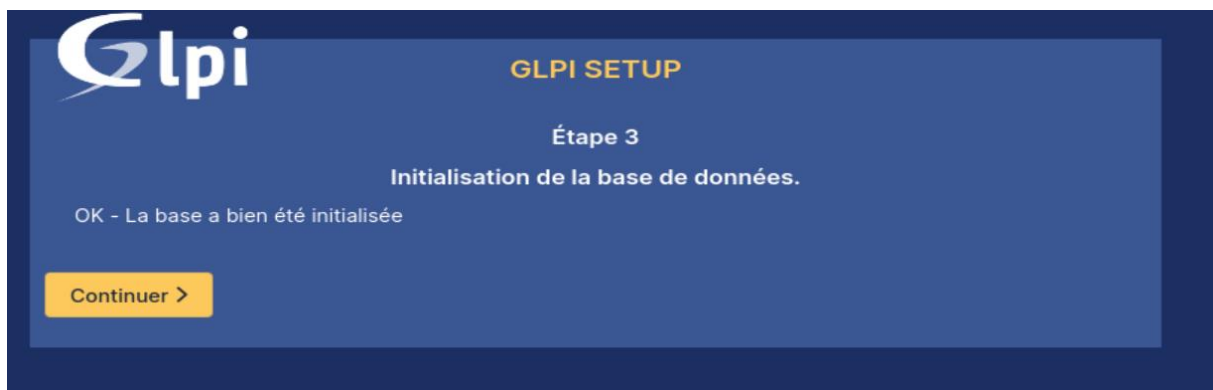 Glpi
GLPI SETUP
Étape 3
Initialisation de la base de données.
OK - La base a bien été initialisée
Continuer >